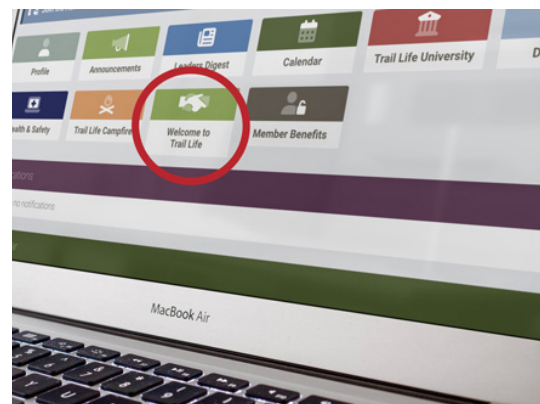 Profile
Announcements
Leaders Digest
Calendar
Trail Life University
Health & Safety
Trail Life Campfire
Welcome to
Trail Life
Member Benefits
no notifications
MacBook Air